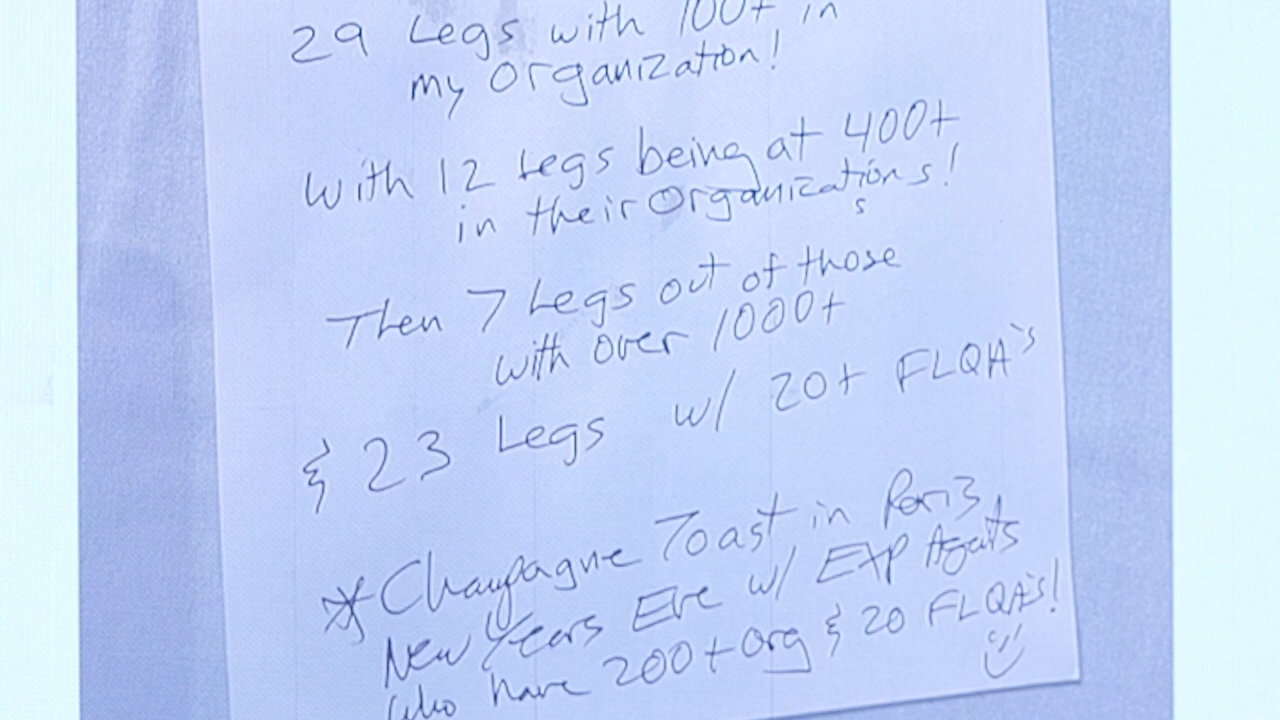 29 Legs with 100+ in
my Organization!
With 12 Legs being at 400+
in their Organizations!
s
Then 7 Legs out of those
with over 1000+
& 23 Legs w/ 20+ FLQA's
* Champagne Toast in Paris
New Years Eve w/ EXP Agents
who have 200+ org & 20 FLQA's!